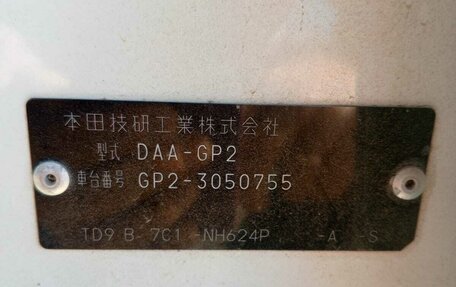 本田技研工業株式会社
型式 DAA-GP2
車台番号 GP2-3050755
TD9 B- 7C1 -NH624P -A -S